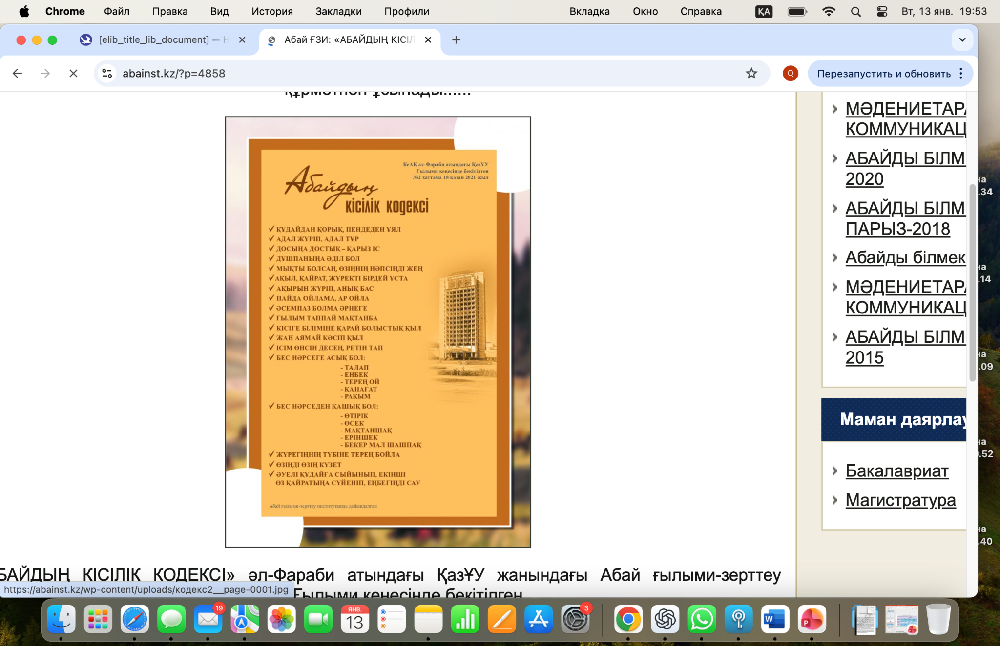 Chrome Файл Правка Вид История Закладки Профили Вкладка Окно Справка ҚА Вт, 13 янв. 19:53
[elib_title_lib_document] — Н
Абай ҒЗИ: «АБАЙДЫҢ КІСІЛ
abainst.kz/?p=4858
Q
Перезапустить и обновить
құрметпен ұсынады......
КеАҚ әл-Фараби атындағы ҚазҰУ
Ғылыми кеңесінде бекітілген
№2 хаттама 18 қазан 2021 жыл
Абайдың
кісілік кодексі
✓ ҚҰДАЙДАН ҚОРЫҚ, ПЕНДЕДЕН ҰЯЛ
✓ АДАЛ ЖҮРІП, АДАЛ ТҰР
✓ ДОСЫҢА ДОСТЫҚ – ҚАРЫЗ ІС
✓ ДҰШПАНЫҢА ӘДІЛ БОЛ
✓ МЫҚТЫ БОЛСАҢ, ӨЗІҢНІҢ НӘПСІҢДІ ЖЕҢ
✓ АҚЫЛ, ҚАЙРАТ, ЖҮРЕКТІ БІРДЕЙ ҰСТА
✓ АҚЫРЫН ЖҮРІП, АНЫҚ БАС
✓ ПАЙДА ОЙЛАМА, АР ОЙЛА
✓ ӘСЕМПАЗ БОЛМА ӘРНЕГЕ
✓ ҒЫЛЫМ ТАППАЙ МАҚТАНБА
✓ КІСІГЕ БІЛІМІНЕ ҚАРАЙ БОЛЫСТЫҚ ҚЫЛ
✓ ЖАН АЯМАЙ КӘСІП ҚЫЛ
✓ ІСІМ ӨНСІН ДЕСЕҢ, РЕТІН ТАП
✓ БЕС НӘРСЕГЕ АСЫҚ БОЛ:
- ТАЛАП
- ЕҢБЕК
- ТЕРЕҢ ОЙ
- ҚАНАҒАТ
- РАҚЫМ
✓ БЕС НӘРСЕДЕН ҚАШЫҚ БОЛ:
- ӨТІРІК
- ӨСЕК
- МАҚТАНШАҚ
- ЕРІНШЕК
- БЕКЕР МАЛ ШАШПАҚ
✓ ЖҮРЕГІҢНІҢ ТҮБІНЕ ТЕРЕҢ БОЙЛА
✓ ӨЗІҢДІ ӨЗІҢ КҮЗЕТ
✓ ӘУЕЛІ ҚҰДАЙҒА СЫЙЫНЫП, ЕКІНШІ
ӨЗ ҚАЙРАТЫҢА СҮЙЕНІП, ЕҢБЕГІҢДІ САУ
Абай ғылыми-зерттеу институтында дайындалған
БАЙДЫҢ КІСІЛІК КОДЕКСІ» әл-Фараби атындағы ҚазҰУ жанындағы Абай ғылыми-зерттеу
Ғылыми кеңесінде бекітілген
https://abainst.kz/wp-content/uploads/кодекс2__page-0001.jpg
МӘДЕНИЕТАРА
КОММУНИКАЦ
АБАЙДЫ БІЛМ
2020
АБАЙДЫ БІЛМ
ПАРЫЗ-2018
Абайды білмек
МӘДЕНИЕТАРА
КОММУНИКАЦ
АБАЙДЫ БІЛМ
2015
Маман даярлау
Бакалавриат
Магистратура
на
.34
на
.14
на
.09
на
.52
на
.40
19
ЯНВ.
13
3
W
P